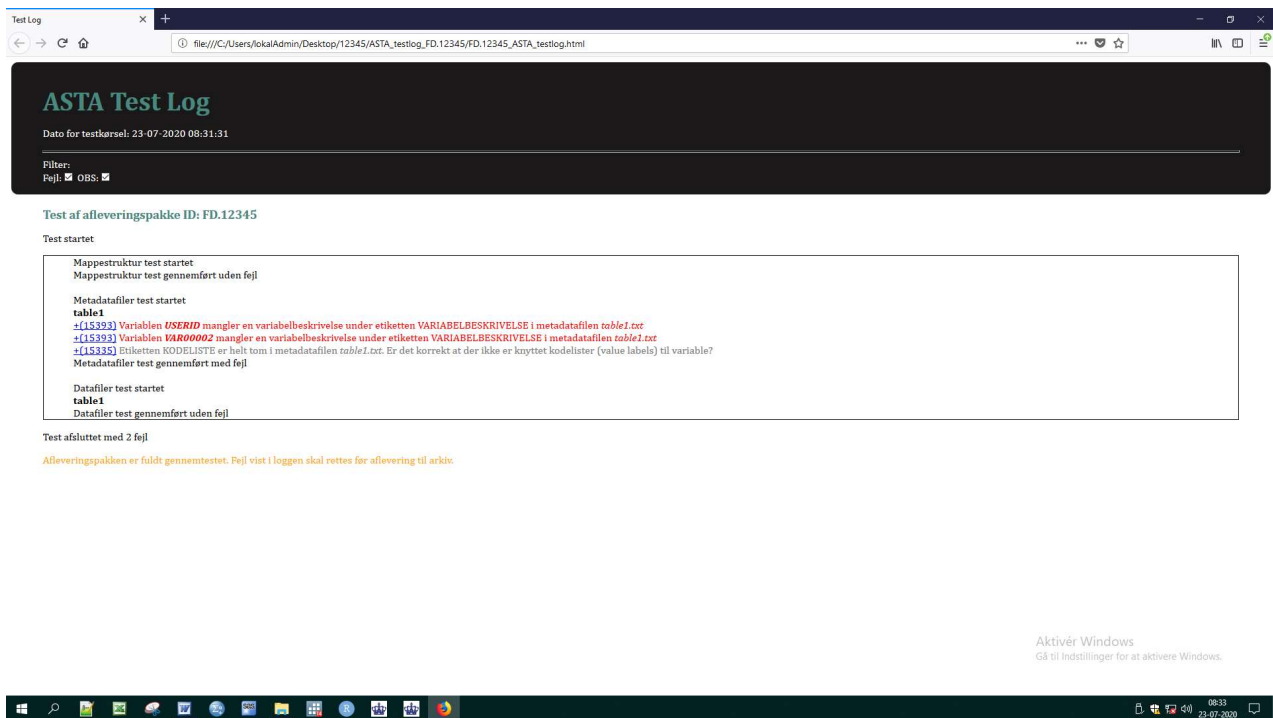 Test Log
file:///C:/Users/lokalAdmin/Desktop/12345/ASTA_testlog_FD.12345/FD.12345_ASTA_testlog.html
ASTA Test Log
Dato for testkørsel: 23-07-2020 08:31:31
Filter:
Fejl: OBS:
Test af afleveringspakke ID: FD.12345
Test startet
Mappestruktur test startet
Mappestruktur test gennemført uden fejl
Metadatafiler test startet
table1
+(15393) Variablen USERID mangler en variabelbeskrivelse under etiketten VARIABELBESKRIVELSE i metadatafilen table1.txt
+(15393) Variablen VAR00002 mangler en variabelbeskrivelse under etiketten VARIABELBESKRIVELSE i metadatafilen table1.txt
+(15335) Etiketten KODELISTE er helt tom i metadatafilen table1.txt. Er det korrekt at der ikke er knyttet kodelister (value labels) til variable?
Metadatafiler test gennemført med fejl
Datafiler test startet
table1
Datafiler test gennemført uden fejl
Test afsluttet med 2 fejl
Afleveringspakken er fuldt gennemtestet. Fejl vist i loggen skal rettes før aflevering til arkiv.
Aktivér Windows
Gå til Indstillinger for at aktivere Windows.
08:33
23-07-2020